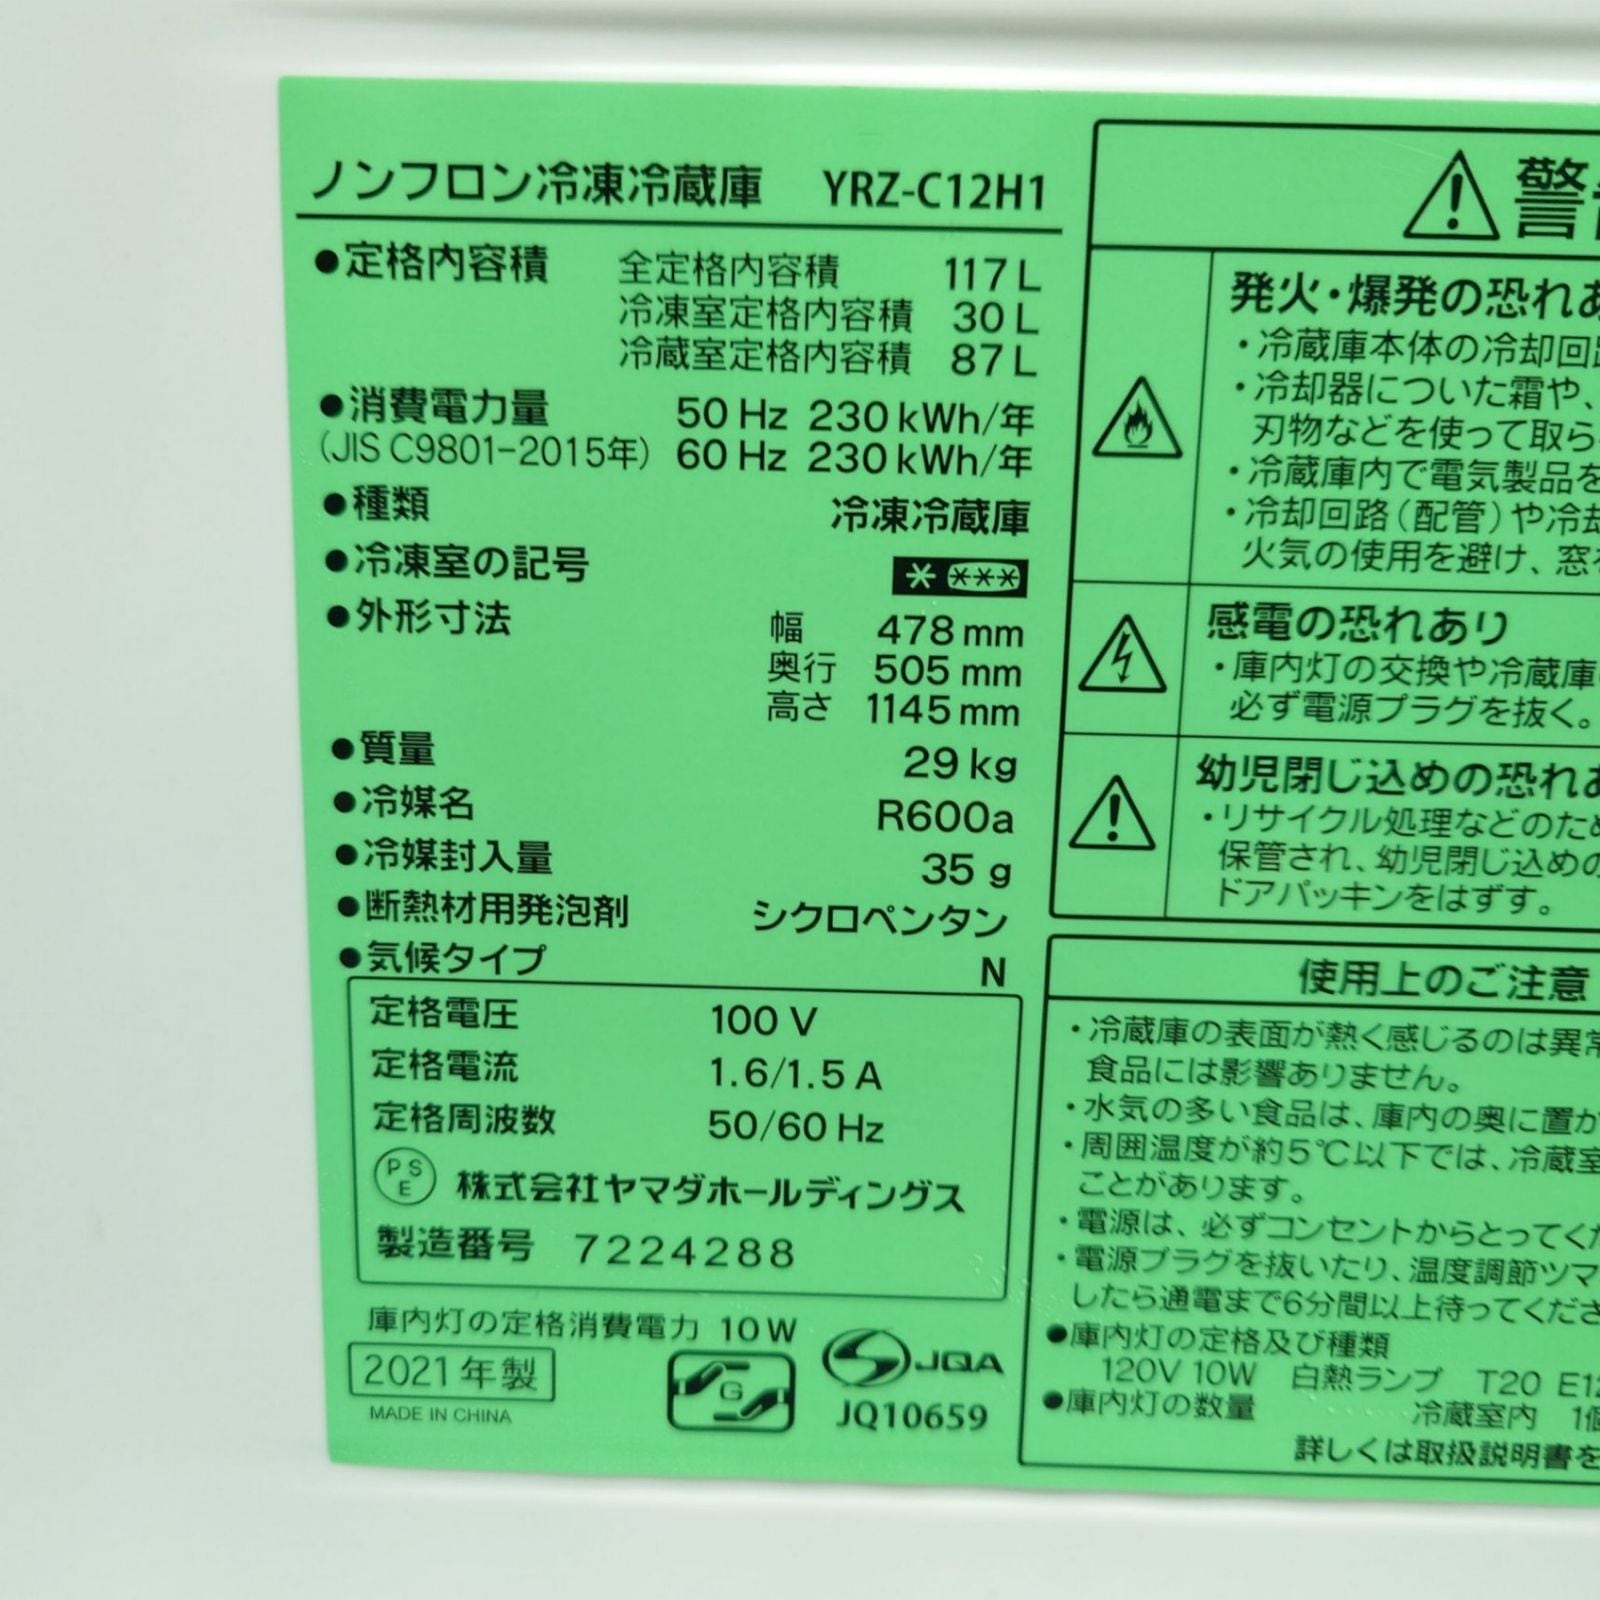 ノンフロン冷凍冷蔵庫 YRZ-C12H1
●定格内容積 全定格内容積 117 L
冷凍室定格内容積 30 L
冷蔵室定格内容積 87 L
●消費電力量 50 Hz 230 kWh/年
(JIS C9801-2015年) 60 Hz 230 kWh/年
●種類 冷凍冷蔵庫
●冷凍室の記号
●外形寸法 幅 478 mm
奥行 505 mm
高さ 1145 mm
●質量 29 kg
●冷媒名 R600a
●冷媒封入量 35 g
●断熱材用発泡剤 シクロペンタン
●気候タイプ N
定格電圧 100 V
定格電流 1.6/1.5 A
定格周波数 50/60 Hz
PSE 株式会社ヤマダホールディングス
製造番号 7224288
庫内灯の定格消費電力 10 W
2021年製
MADE IN CHINA
G
JQA
JQ10659
警
発火・爆発の恐れあ
・冷蔵庫本体の冷却回
・冷却器についた霜や、
刃物などを使って取ら
・冷蔵庫内で電気製品を
・冷却回路(配管)や冷却
火気の使用を避け、窓
感電の恐れあり
・庫内灯の交換や冷蔵庫
必ず電源プラグを抜く。
幼児閉じ込めの恐れあ
・リサイクル処理などのため
保管され、幼児閉じ込めの
ドアパッキンをはずす。
使用上のご注意
・冷蔵庫の表面が熱く感じるのは異常
食品には影響ありません。
・水気の多い食品は、庫内の奥に置か
・周囲温度が約5℃以下では、冷蔵室
ことがあります。
・電源は、必ずコンセントからとってくだ
・電源プラグを抜いたり、温度調節ツマ
したら通電まで6分間以上待ってくださ
●庫内灯の定格及び種類
120V 10W 白熱ランプ T20 E12
●庫内灯の数量 冷蔵室内 1個
詳しくは取扱説明書を